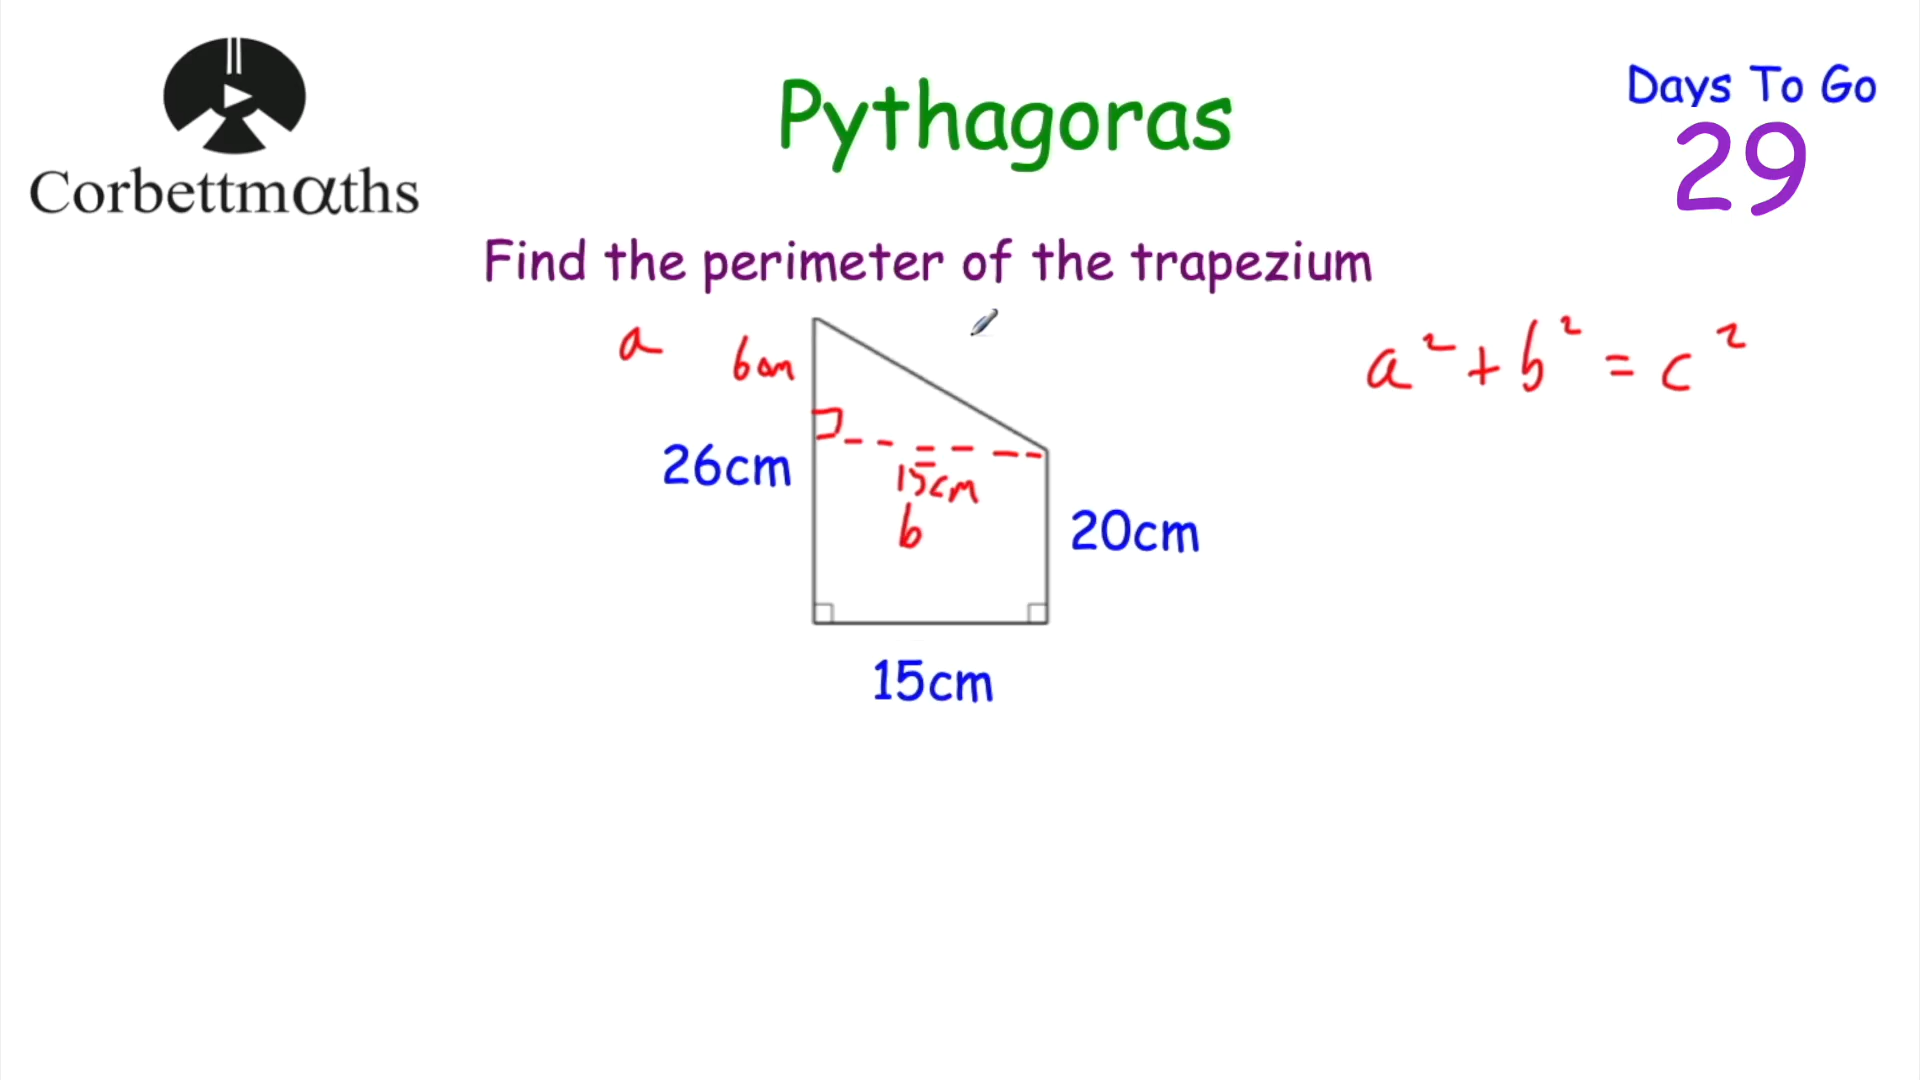 Corbettmαths
Pythagoras
Days To Go
29
Find the perimeter of the trapezium
a 6cm
a² + b² = c²
26cm
15cm
b
20cm
15cm